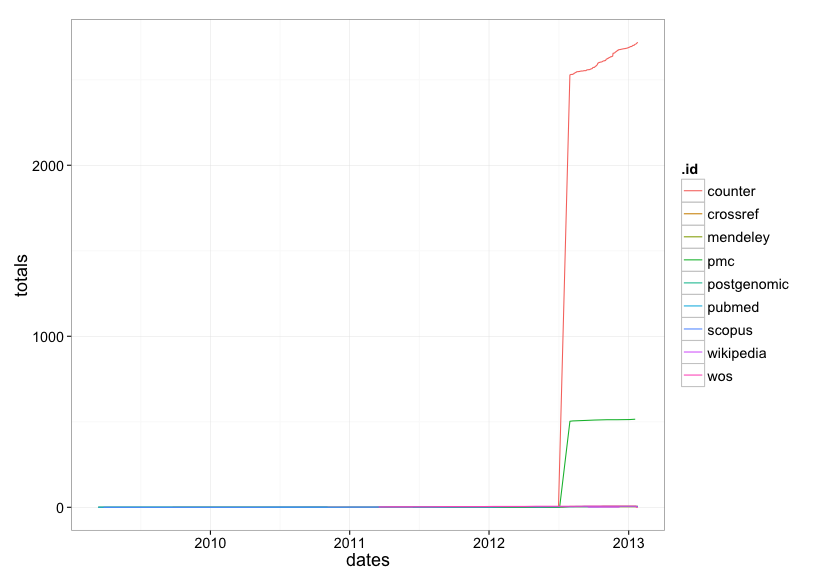 2000
1000
0
totals
2010 2011 2012 2013
dates
.id
counter
crossref
mendeley
pmc
postgenomic
pubmed
scopus
wikipedia
wos